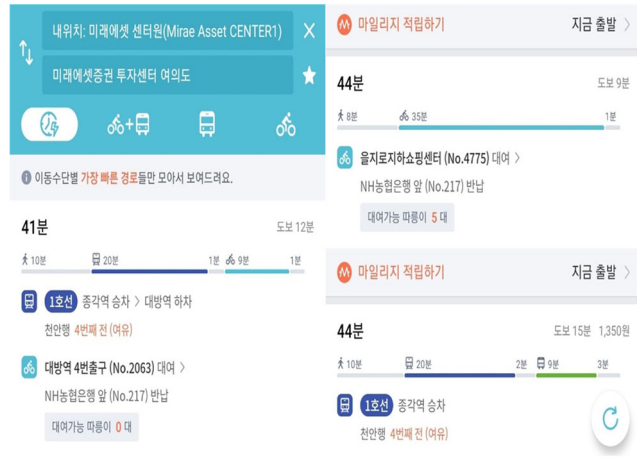 내위치: 미래에셋 센터원(Mirae Asset CENTER1)
미래에셋증권 투자센터 여의도
이동수단별 가장 빠른 경로들만 모아서 보여드려요.
41분
도보 12분
10분 20분 1분 9분 1분
1호선 종각역 승차 > 대방역 하차
천안행 4번째 전 (여유)
대방역 4번출구 (No.2063) 대여 >
NH농협은행 앞 (No.217) 반납
대여가능 따릉이 0 대
마일리지 적립하기
지금 출발 >
44분
도보 9분
8분 35분 1분
을지로지하쇼핑센터 (No.4775) 대여 >
NH농협은행 앞 (No.217) 반납
대여가능 따릉이 5 대
마일리지 적립하기
지금 출발 >
44분
도보 15분 1,350원
10분 20분 2분 9분 3분
1호선 종각역 승차
천안행 4번째 전 (여유)